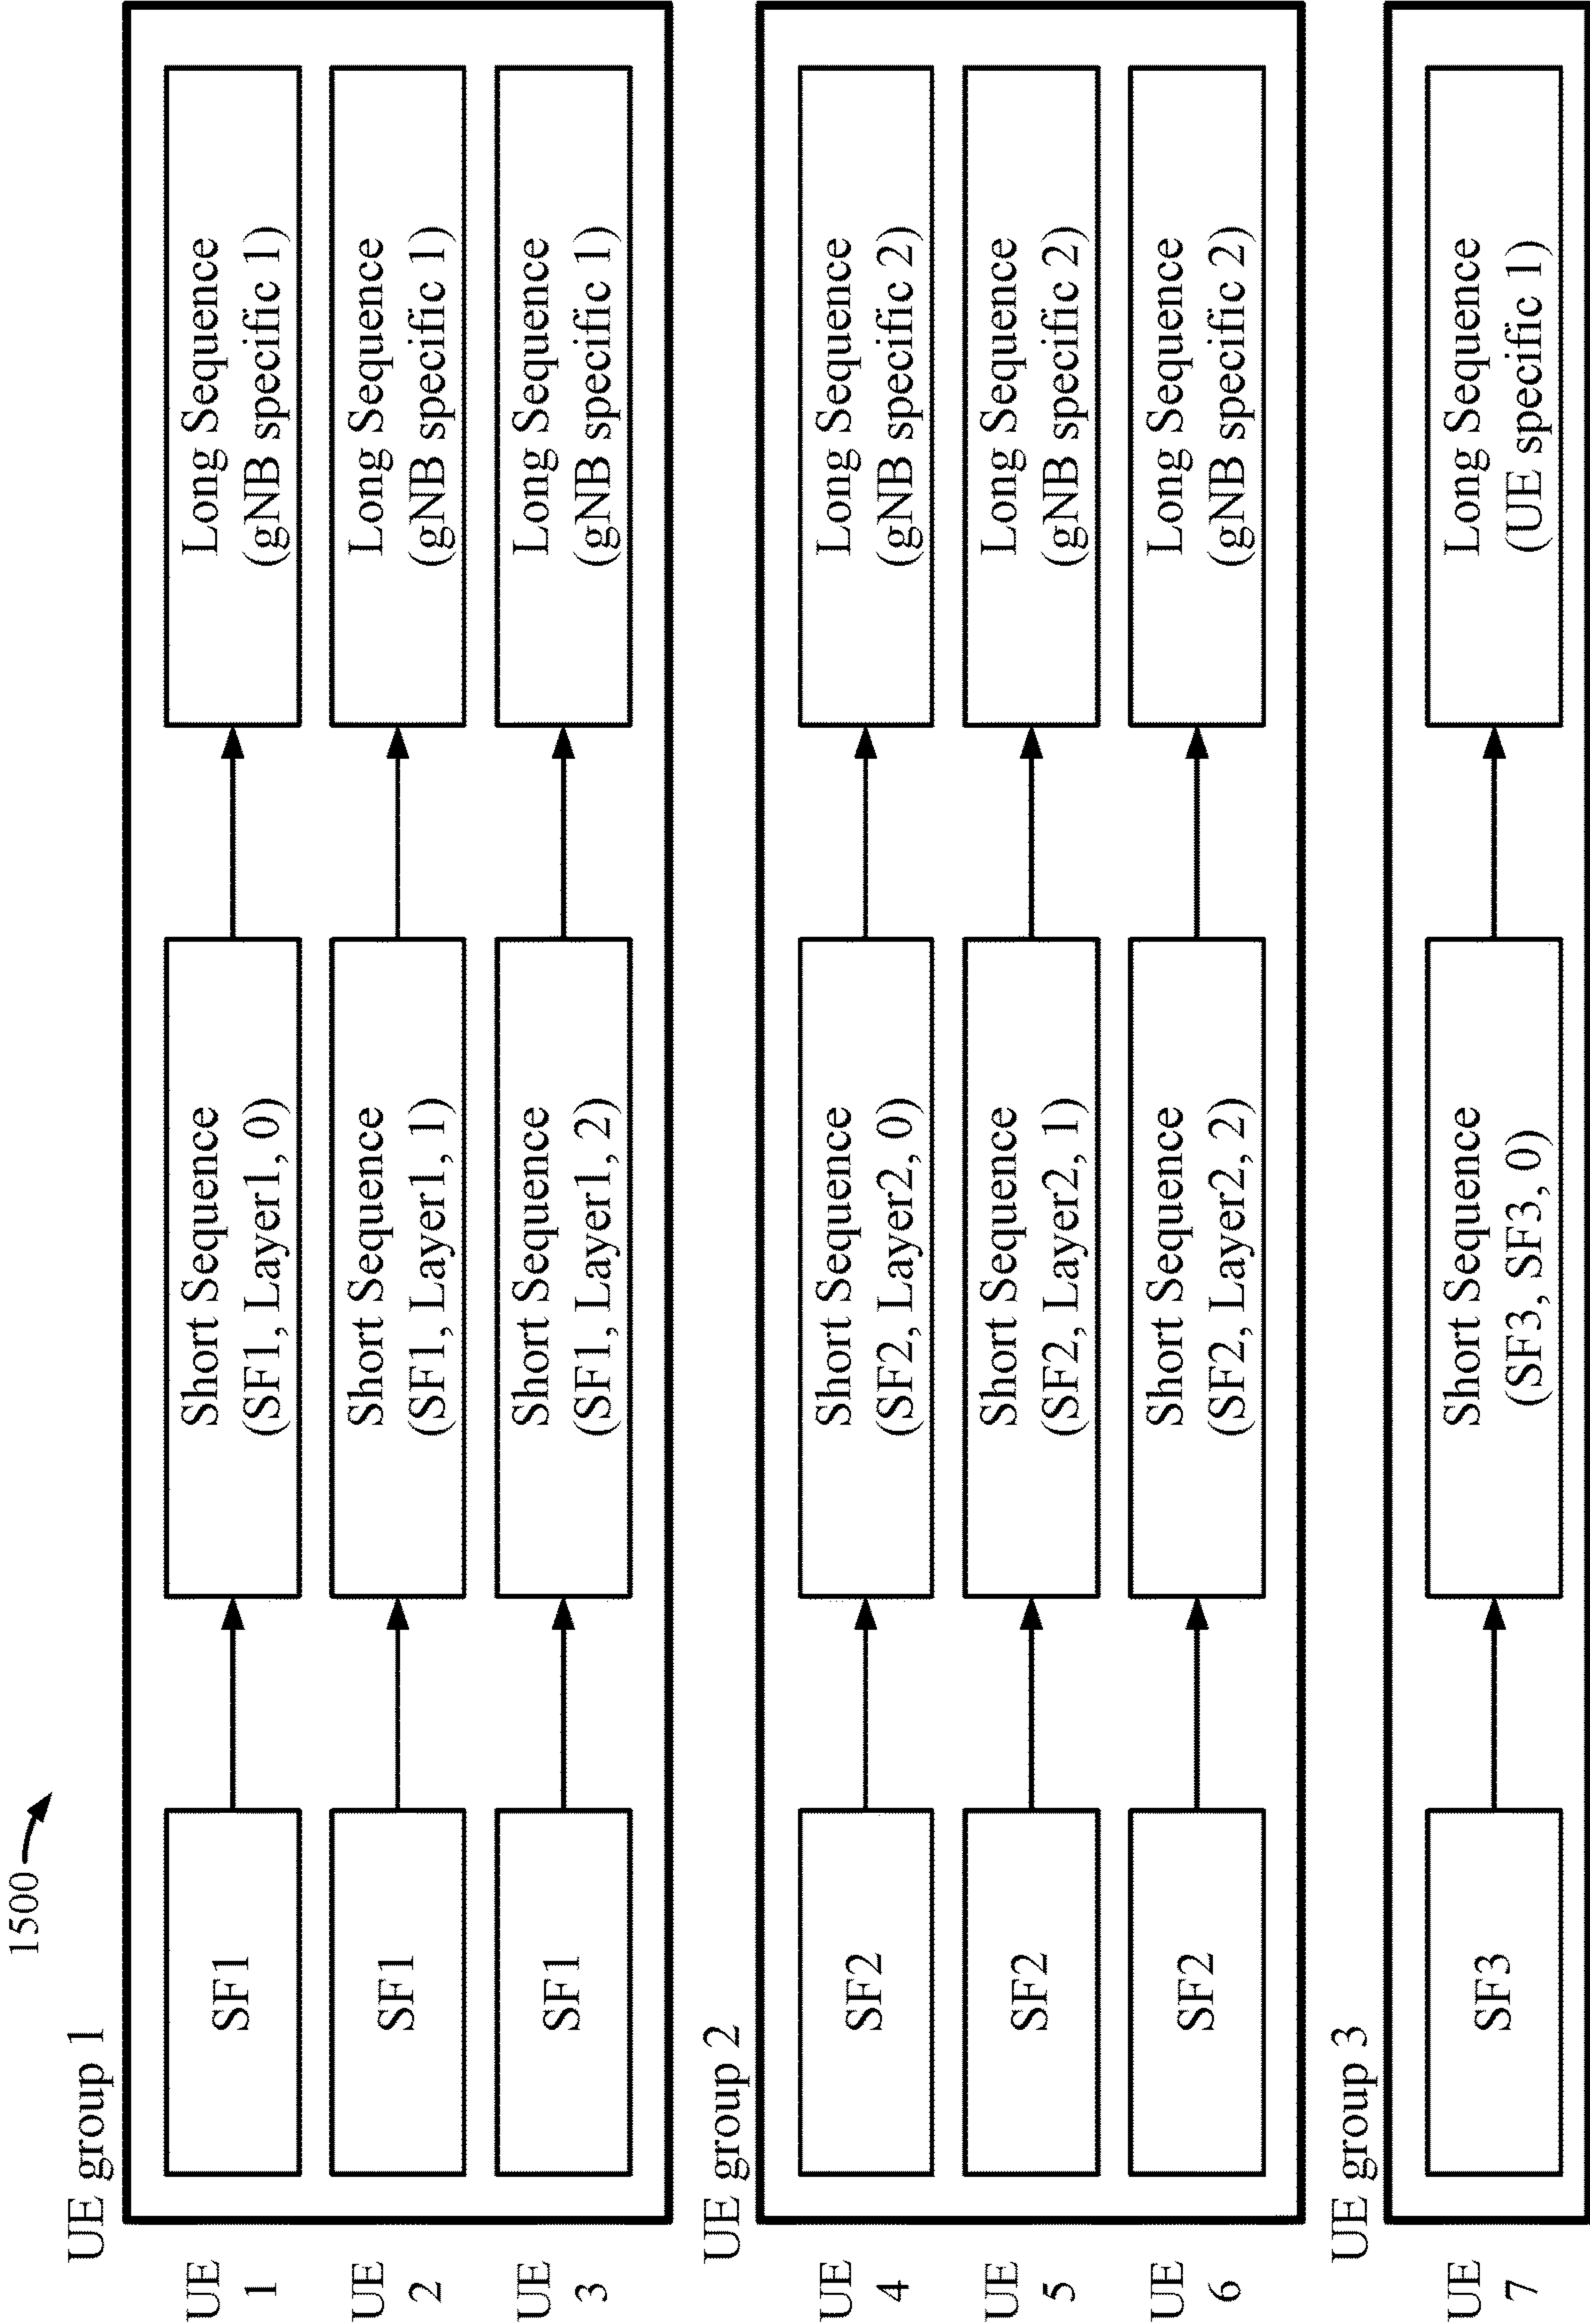 1500
UE group 1
UE
1
SF1
Short Sequence
(SF1, Layer1, 0)
Long Sequence
(gNB specific 1)
UE
2
SF1
Short Sequence
(SF1, Layer1, 1)
Long Sequence
(gNB specific 1)
UE
3
SF1
Short Sequence
(SF1, Layer1, 2)
Long Sequence
(gNB specific 1)
UE group 2
UE
4
SF2
Short Sequence
(SF2, Layer2, 0)
Long Sequence
(gNB specific 2)
UE
5
SF2
Short Sequence
(SF2, Layer2, 1)
Long Sequence
(gNB specific 2)
UE
6
SF2
Short Sequence
(SF2, Layer2, 2)
Long Sequence
(gNB specific 2)
UE group 3
UE
7
SF3
Short Sequence
(SF3, SF3, 0)
Long Sequence
(UE specific 1)